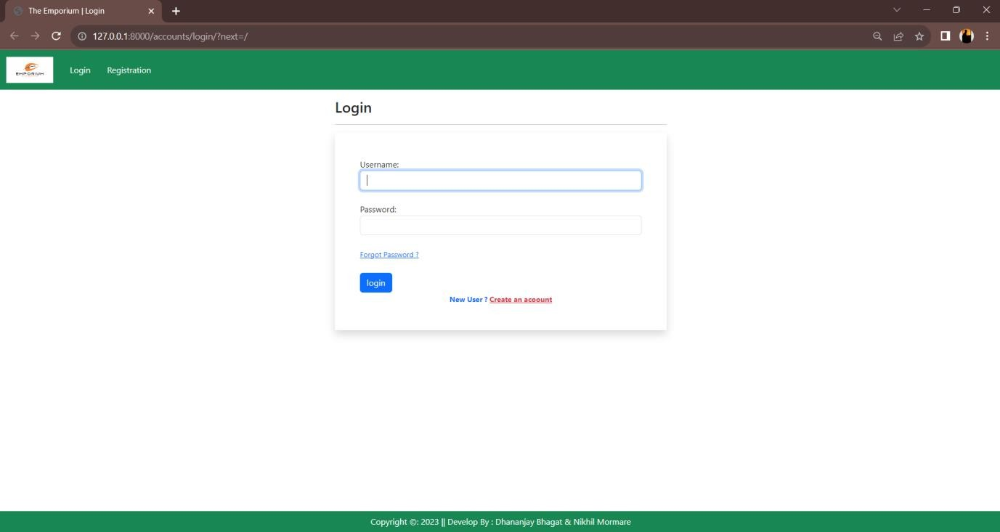 The Emporium | Login
127.0.0.1:8000/accounts/login/?next=/
EMPORIUM
Login
Registration
Login
Username:
Password:
Forgot Password ?
login
New User ? Create an acoount
Copyright ©: 2023 || Develop By : Dhananjay Bhagat & Nikhil Mormare